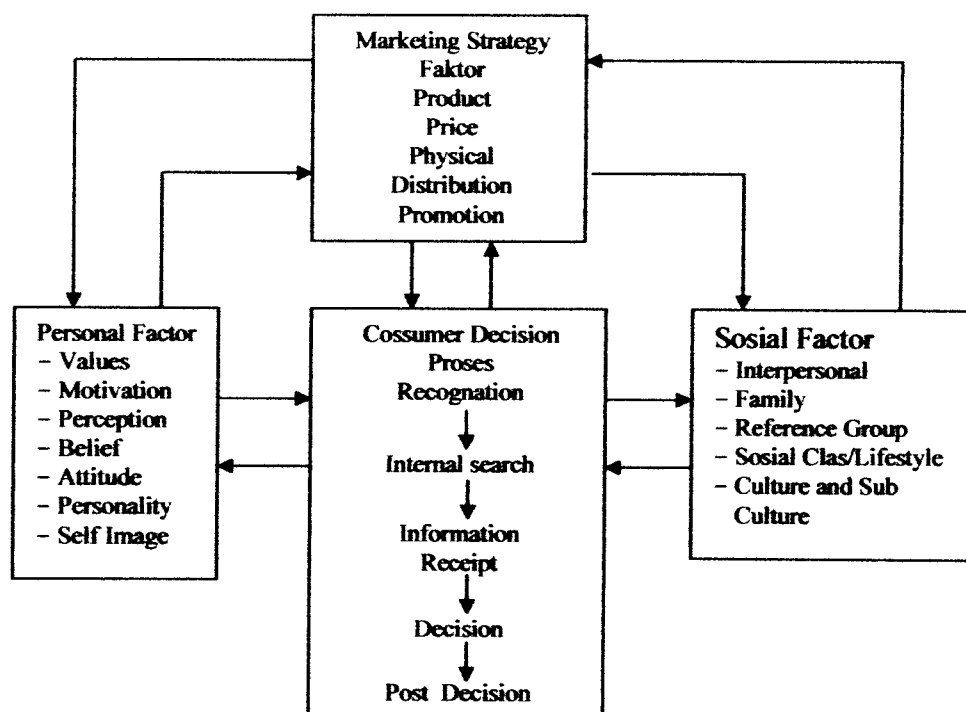 Marketing Strategy
Faktor
Product
Price
Physical
Distribution
Promotion
Personal Factor
– Values
– Motivation
– Perception
– Belief
– Attitude
– Personality
– Self Image
Cossumer Decision
Proses
Recognation
Internal search
Information
Receipt
Decision
Post Decision
Sosial Factor
– Interpersonal
– Family
– Reference Group
– Sosial Clas/Lifestyle
– Culture and Sub
Culture